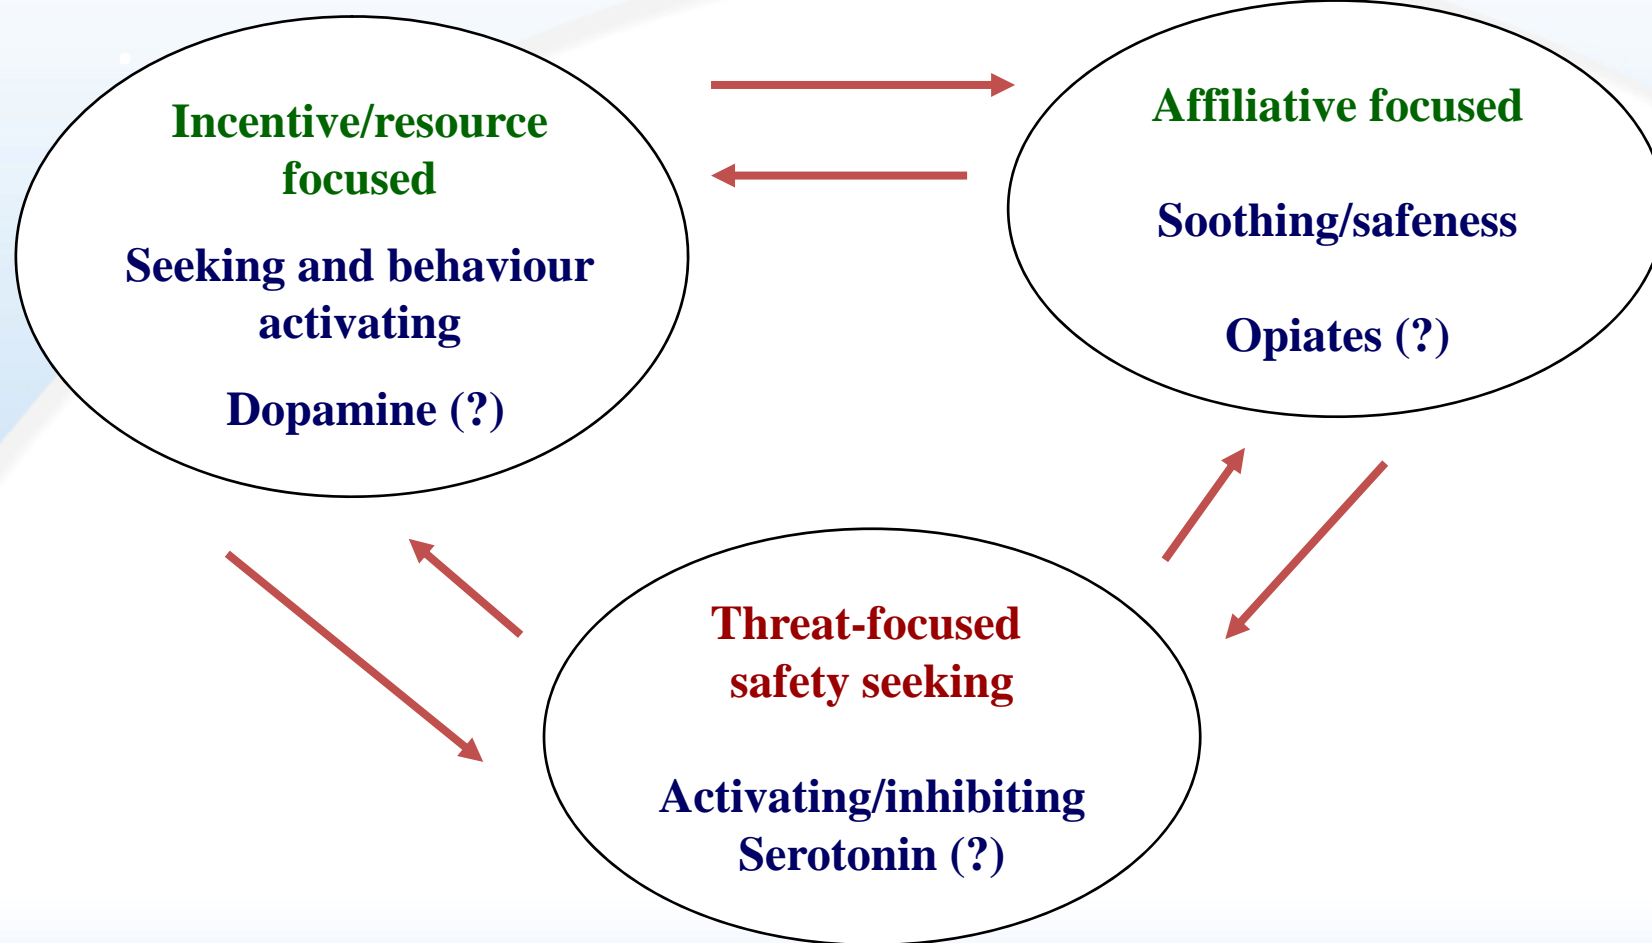 Incentive/resource
focused
Seeking and behaviour
activating
Dopamine (?)
Affiliative focused
Soothing/safeness
Opiates (?)
Threat-focused
safety seeking
Activating/inhibiting
Serotonin (?)